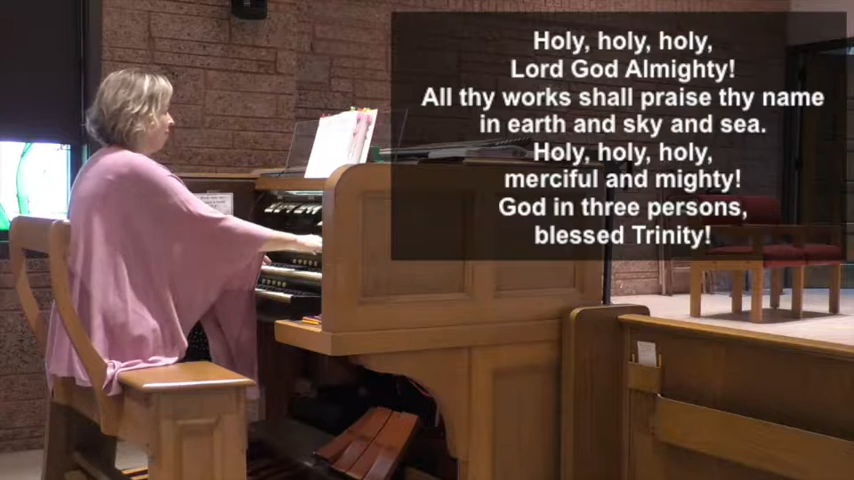 Holy, holy, holy,
Lord God Almighty!
All thy works shall praise thy name
in earth and sky and sea.
Holy, holy, holy,
merciful and mighty!
God in three persons,
blessed Trinity!